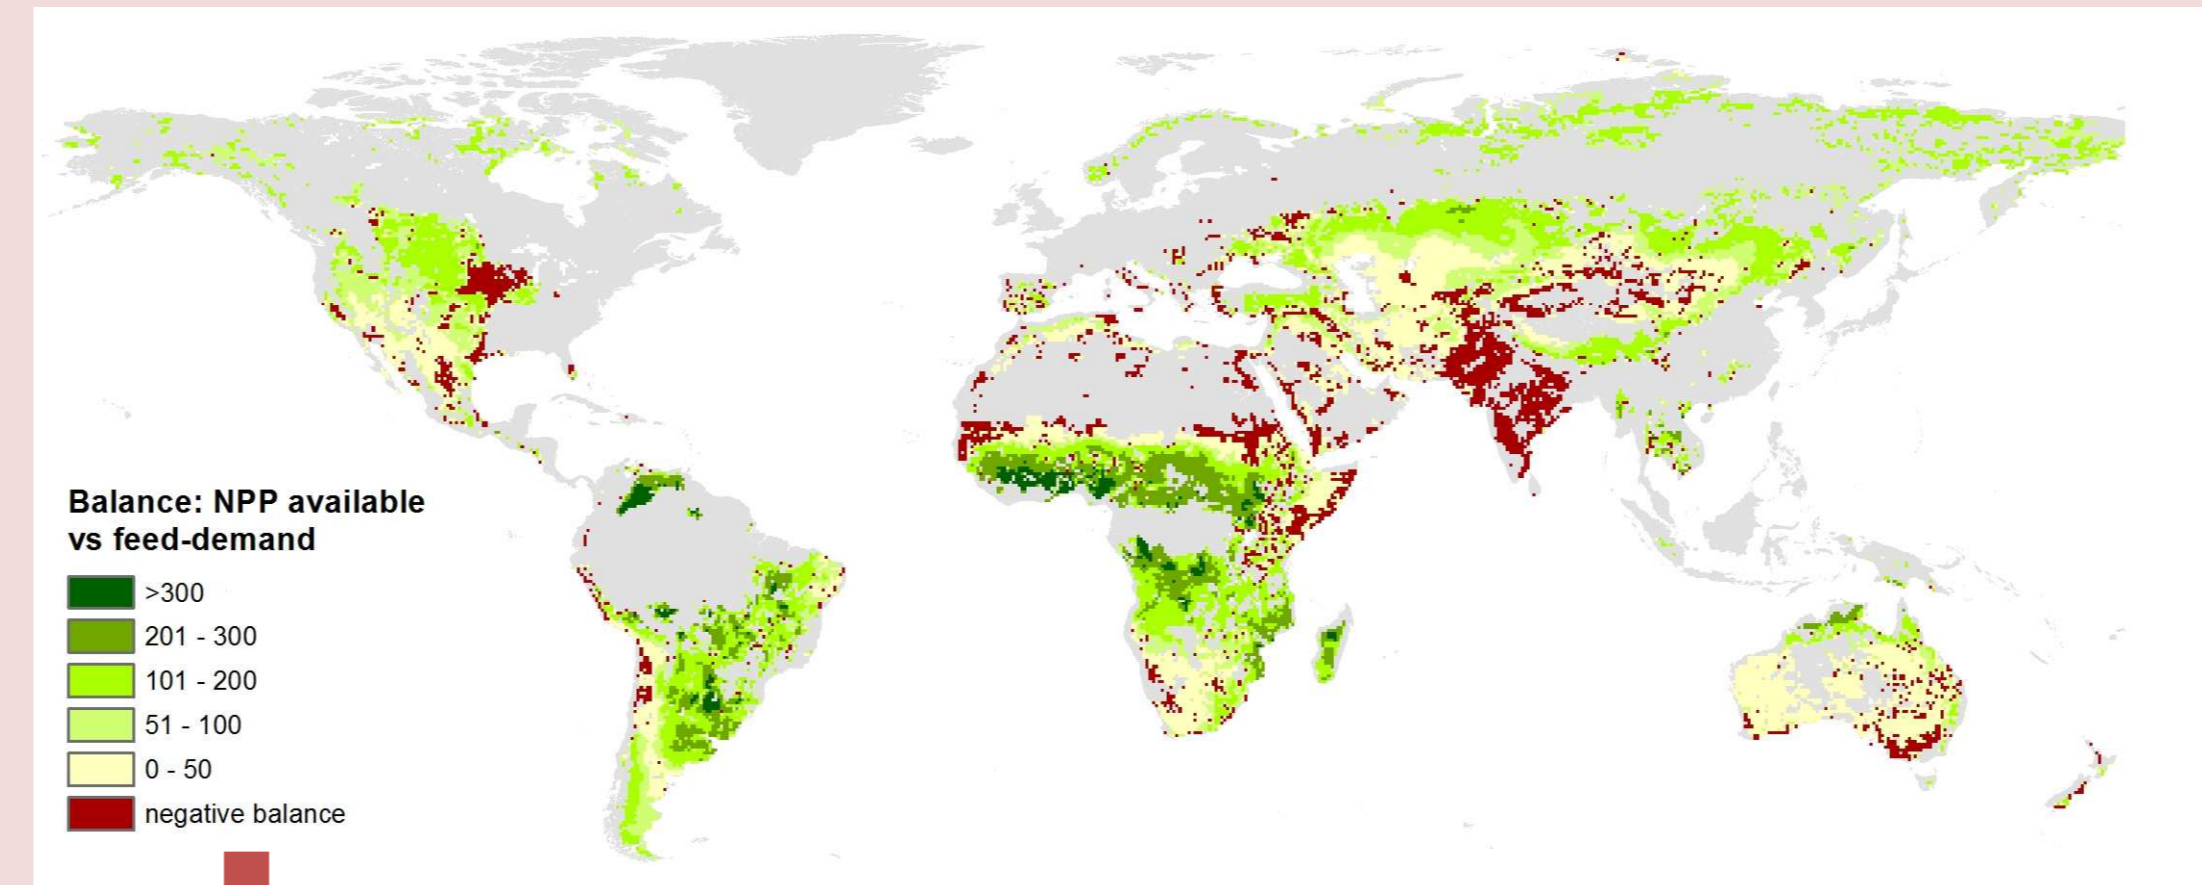 Balance: NPP available
vs feed-demand
>300
201 - 300
101 - 200
51 - 100
0 - 50
negative balance